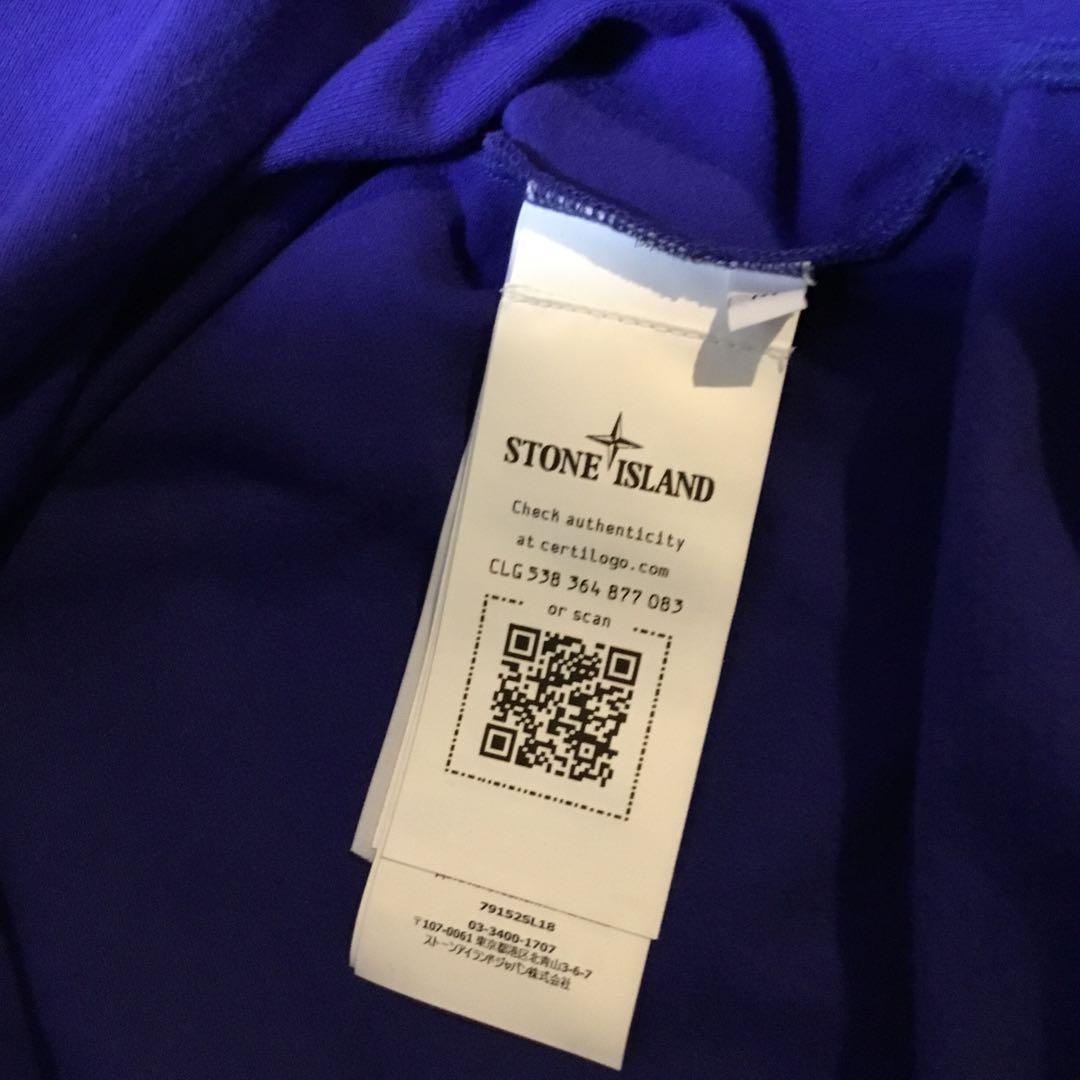 STONE ISLAND
Check authenticity
at certilogo.com
CLG 538 364 877 083
or scan
79152SL18
03-3400-1707
〒107-0061 東京都港区北青山3-6-7
ストーンアイランドジャパン株式会社